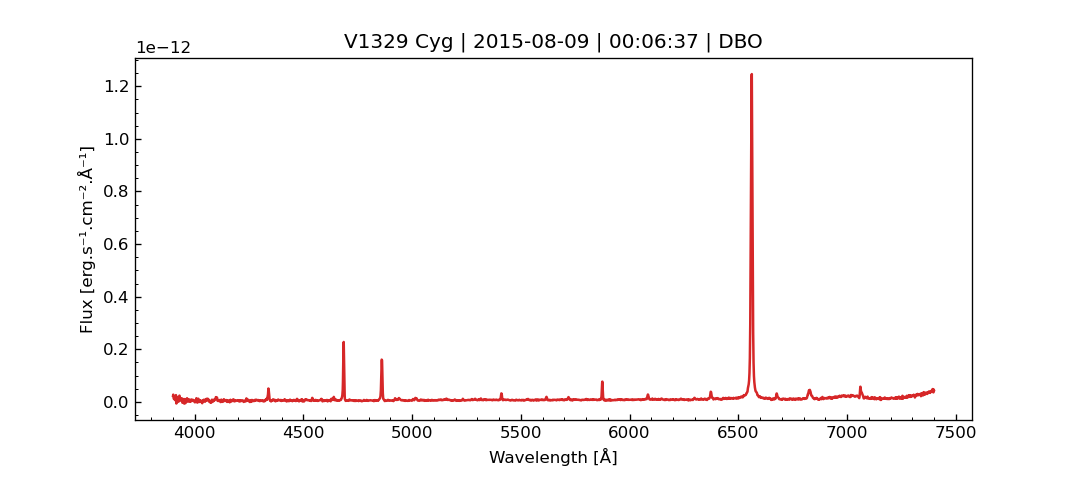 V1329 Cyg | 2015-08-09 | 00:06:37 | DBO
1e−12
1.2
1.0
0.8
0.6
0.4
0.2
0.0
Flux [erg.s⁻¹.cm⁻².Å⁻¹]
4000 4500 5000 5500 6000 6500 7000 7500
Wavelength [Å]